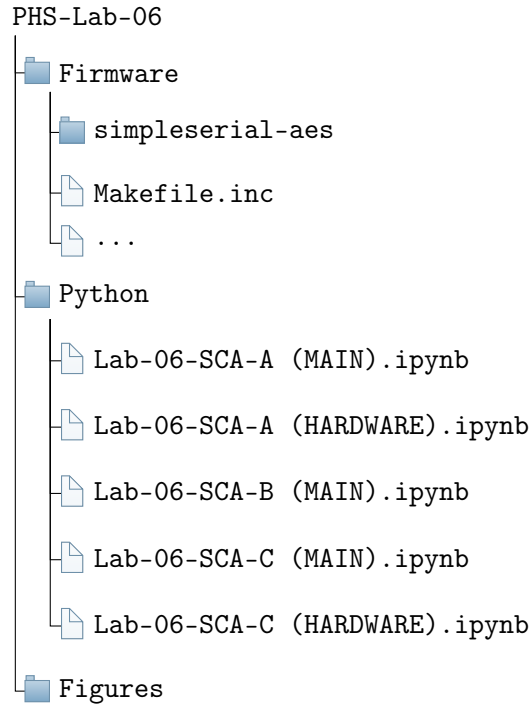 PHS-Lab-06
Firmware
simpleserial-aes
Makefile.inc
...
Python
Lab-06-SCA-A (MAIN).ipynb
Lab-06-SCA-A (HARDWARE).ipynb
Lab-06-SCA-B (MAIN).ipynb
Lab-06-SCA-C (MAIN).ipynb
Lab-06-SCA-C (HARDWARE).ipynb
Figures